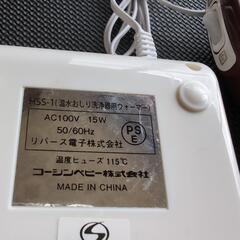 HSS-1(温水おしり洗浄器用ウォーマー)
AC100V 15W
50/60Hz
PS
E
リバース電子株式会社
温度ヒューズ 115℃
コージンベビー株式会社
MADE IN CHINA